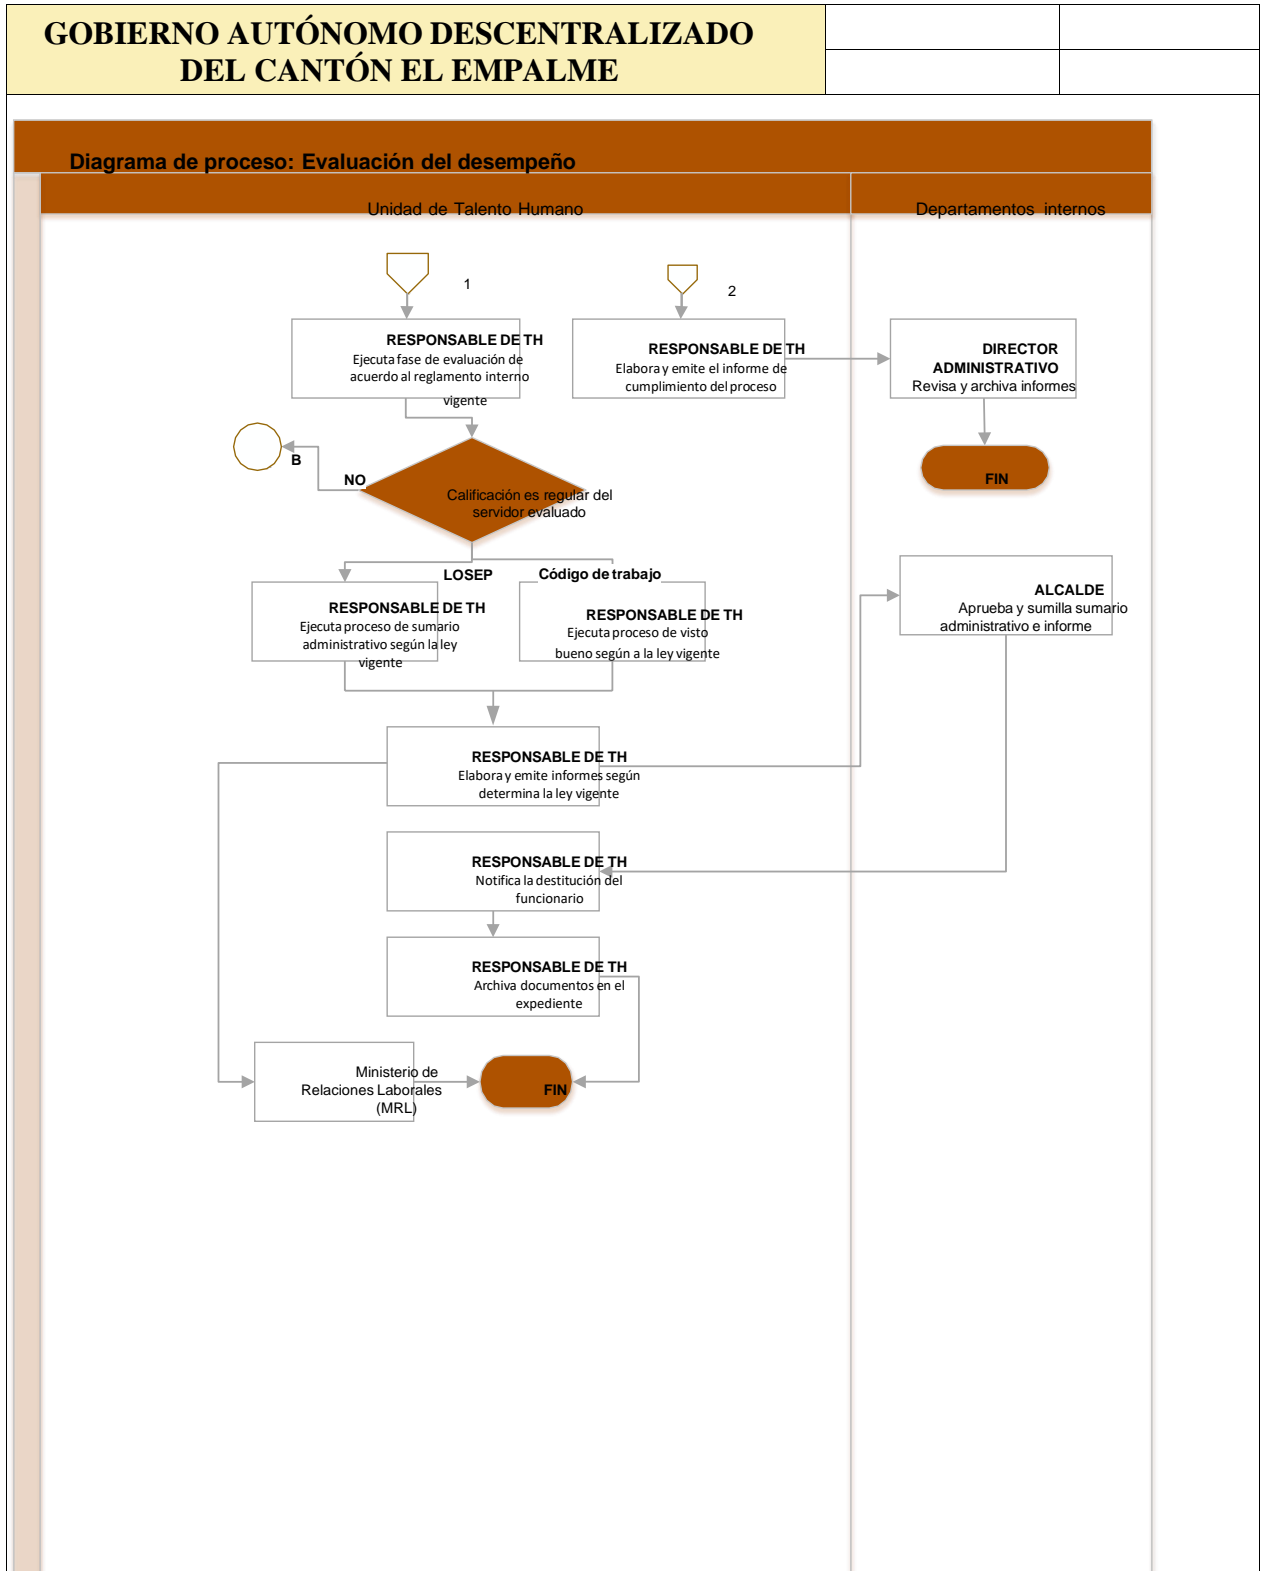 GOBIERNO AUTÓNOMO DESCENTRALIZADO
DEL CANTÓN EL EMPALME
Diagrama de proceso: Evaluación del desempeño
Unidad de Talento Humano
Departamentos internos
1
2
RESPONSABLE DE TH
Ejecuta fase de evaluación de
acuerdo al reglamento interno
vigente
RESPONSABLE DE TH
Elabora y emite el informe de
cumplimiento del proceso
DIRECTOR
ADMINISTRATIVO
Revisa y archiva informes
B
NO
Calificación es regular del
servidor evaluado
FIN
LOSEP
Código de trabajo
RESPONSABLE DE TH
Ejecuta proceso de sumario
administrativo según la ley
vigente
RESPONSABLE DE TH
Ejecuta proceso de visto
bueno según a la ley vigente
ALCALDE
Aprueba y sumilla sumario
administrativo e informe
RESPONSABLE DE TH
Elabora y emite informes según
determina la ley vigente
RESPONSABLE DE TH
Notifica la destitución del
funcionario
RESPONSABLE DE TH
Archiva documentos en el
expediente
Ministerio de
Relaciones Laborales
(MRL)
FIN